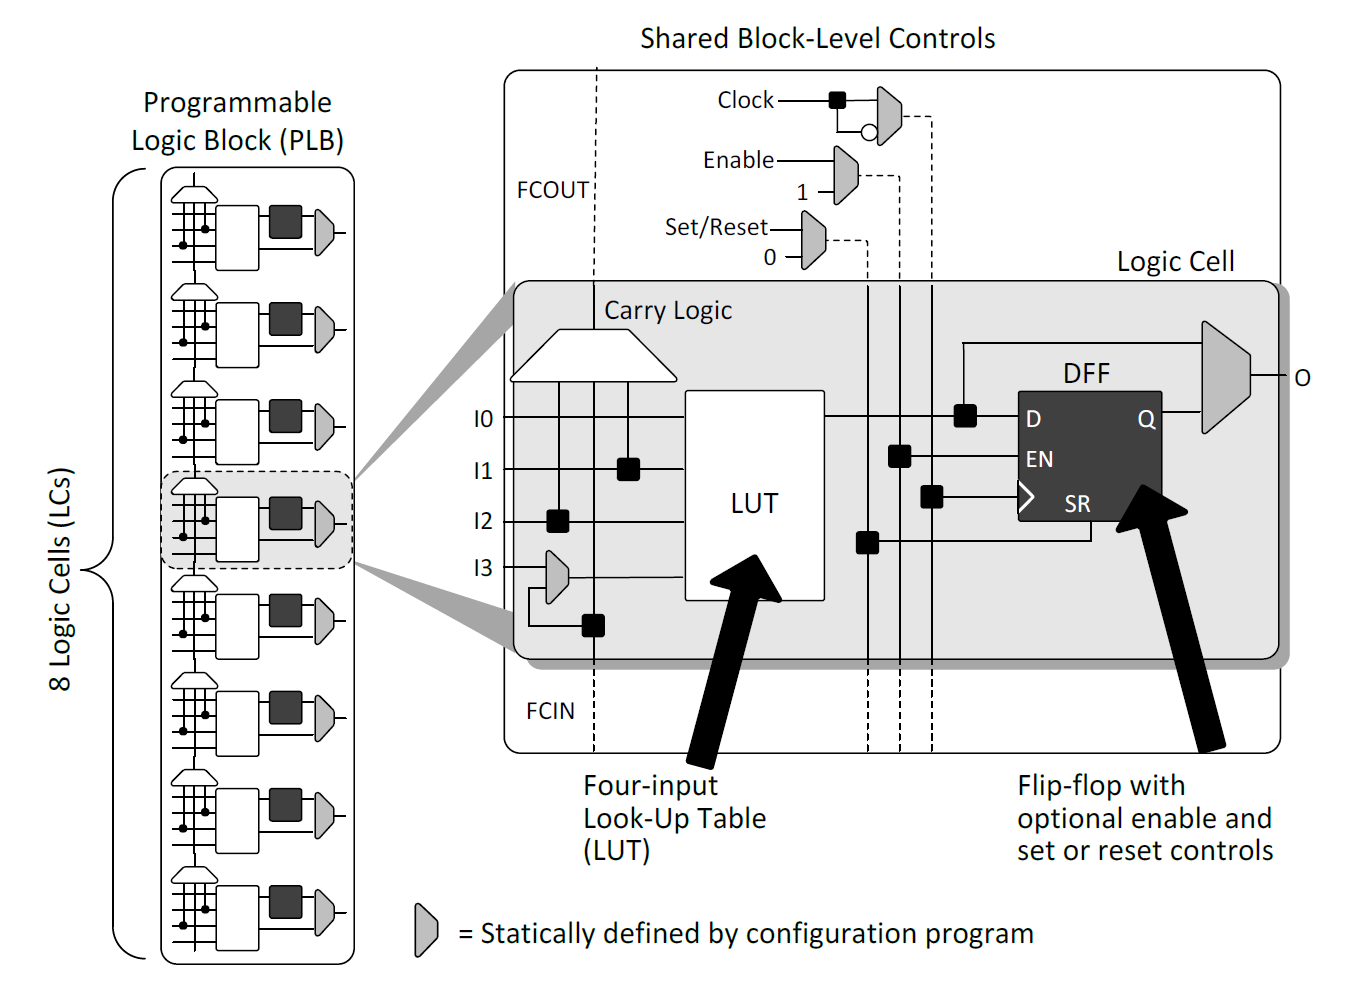 Shared Block-Level Controls
Programmable
Logic Block (PLB)
8 Logic Cells (LCs)
Clock
Enable
1
FCOUT
Set/Reset
0
Logic Cell
Carry Logic
I0
I1
I2
I3
LUT
DFF
D
Q
EN
SR
O
FCIN
Four-input
Look-Up Table
(LUT)
Flip-flop with
optional enable and
set or reset controls
= Statically defined by configuration program